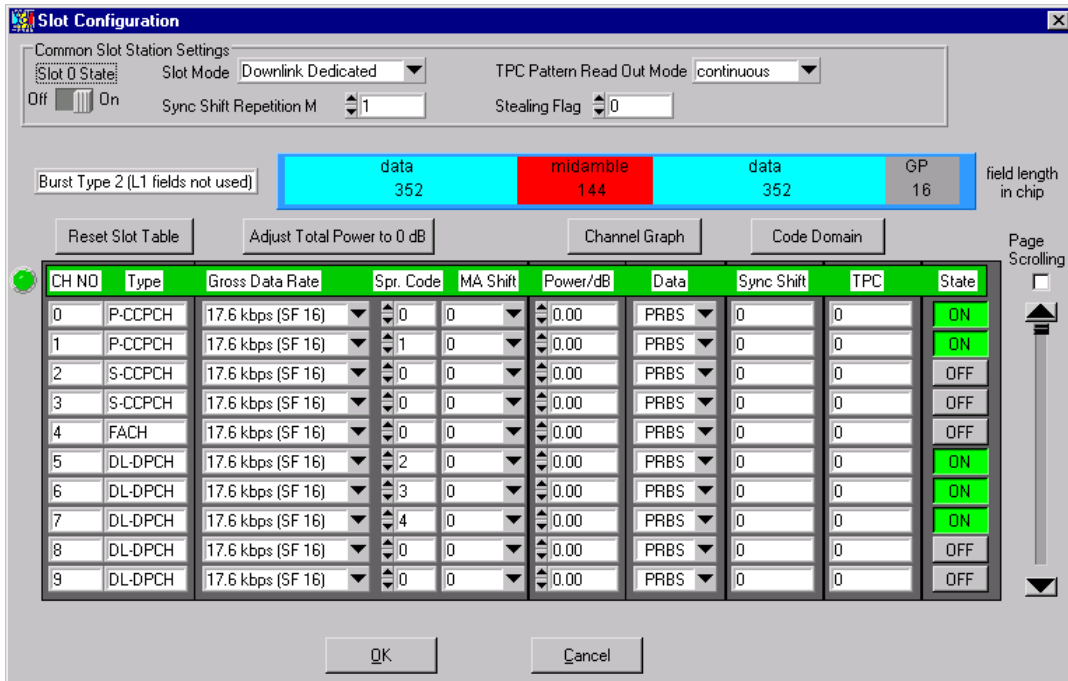 Slot Configuration
Common Slot Station Settings
Slot 0 State
Off On
Slot Mode Downlink Dedicated
TPC Pattern Read Out Mode continuous
Sync Shift Repetition M 1
Stealing Flag 0
Burst Type 2 (L1 fields not used)
data midamble data GP
352 144 352 16
field length
in chip
Reset Slot Table Adjust Total Power to 0 dB Channel Graph Code Domain
Page
Scrolling
CH NO Type Gross Data Rate Spr. Code MA Shift Power/dB Data Sync Shift TPC State
0 P-CCPCH 17.6 kbps (SF 16) 0 0 0.00 PRBS 0 0 ON
1 P-CCPCH 17.6 kbps (SF 16) 1 0 0.00 PRBS 0 0 ON
2 S-CCPCH 17.6 kbps (SF 16) 0 0 0.00 PRBS 0 0 OFF
3 S-CCPCH 17.6 kbps (SF 16) 0 0 0.00 PRBS 0 0 OFF
4 FACH 17.6 kbps (SF 16) 0 0 0.00 PRBS 0 0 OFF
5 DL-DPCH 17.6 kbps (SF 16) 2 0 0.00 PRBS 0 0 ON
6 DL-DPCH 17.6 kbps (SF 16) 3 0 0.00 PRBS 0 0 ON
7 DL-DPCH 17.6 kbps (SF 16) 4 0 0.00 PRBS 0 0 ON
8 DL-DPCH 17.6 kbps (SF 16) 0 0 0.00 PRBS 0 0 OFF
9 DL-DPCH 17.6 kbps (SF 16) 0 0 0.00 PRBS 0 0 OFF
OK Cancel